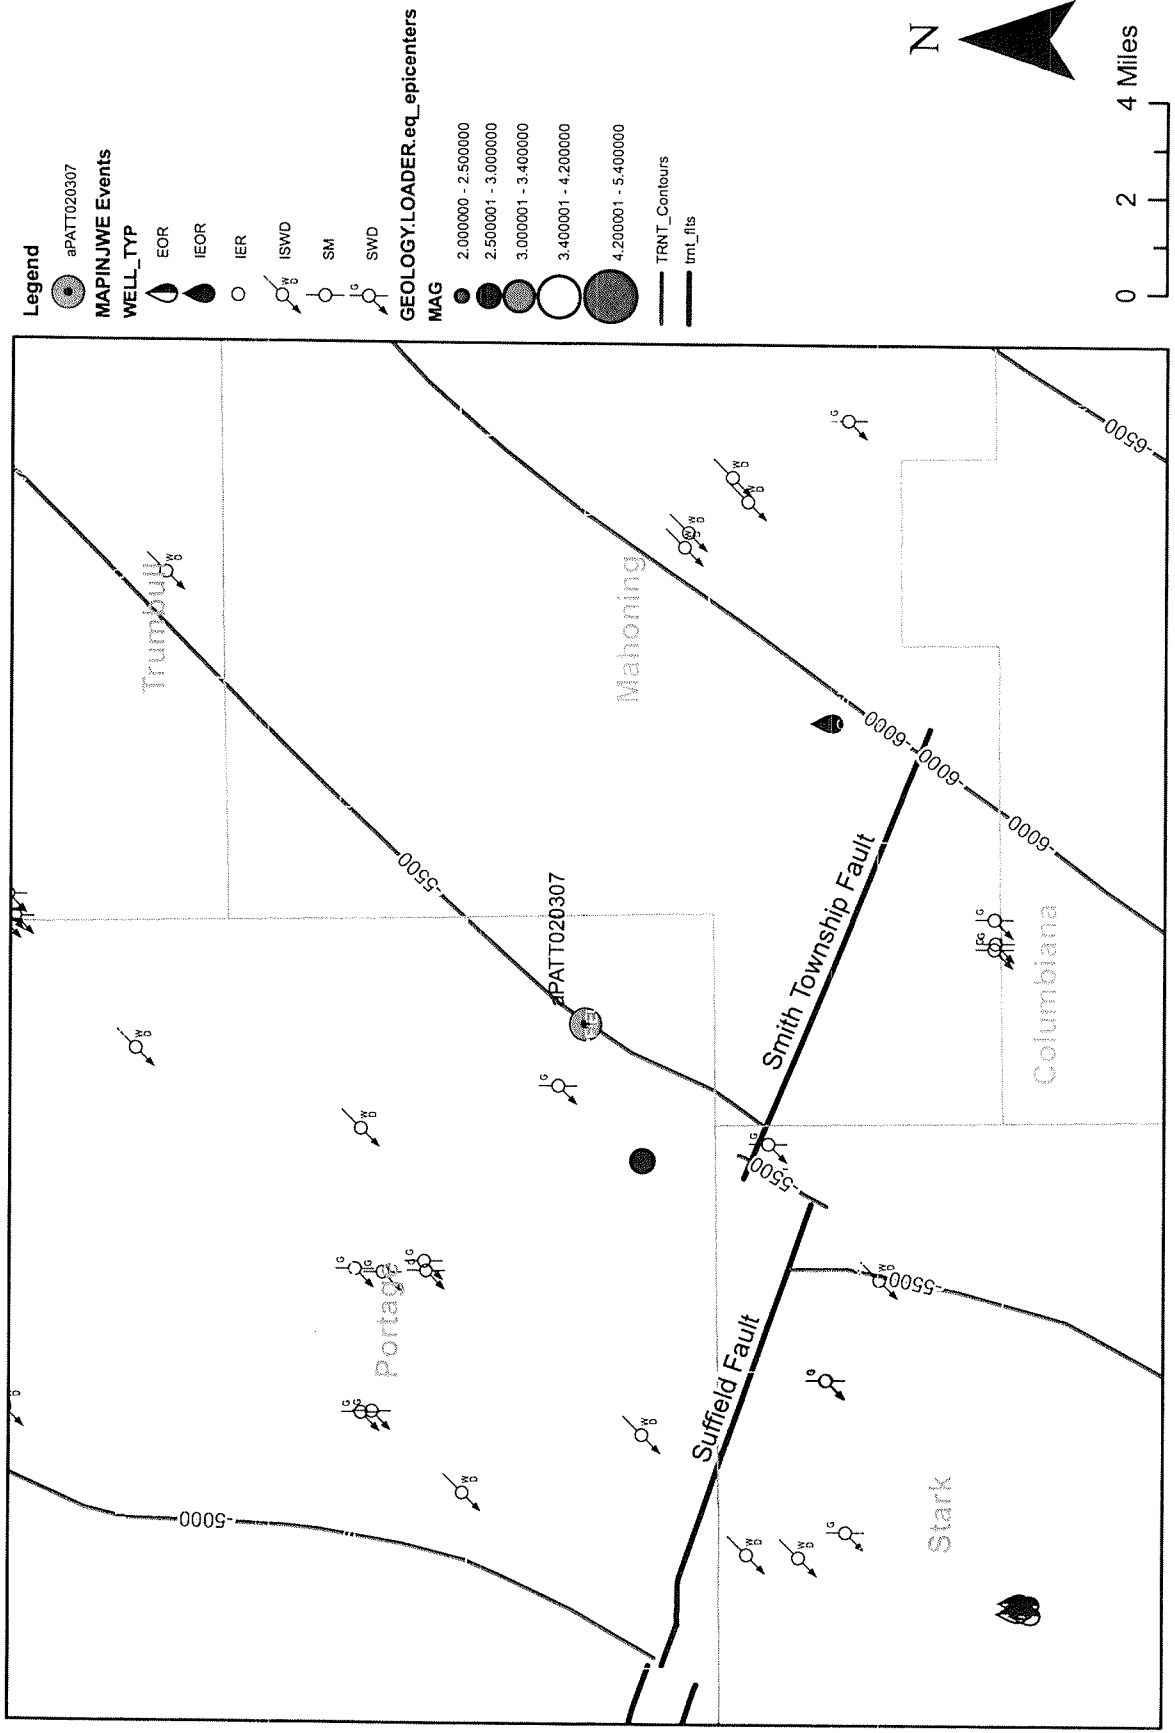 Legend
aPATT020307
MAPINJWE Events
WELL_TYP
EOR
IEOR
IER
ISWD
SM
SWD
GEOLOGY.LOADER.eq_epicenters
MAG
2.000000 - 2.500000
2.500001 - 3.000000
3.000001 - 3.400000
3.400001 - 4.200000
4.200001 - 5.400000
TRNT_Contours
trnt_flts
N
0 2 4 Miles
Trumbull
Mahoning
Portage
Stark
Columbiana
aPATT020307
Smith Township Fault
Suffield Fault
-5000
-5500
-5500
-5500
-6000
-6000
-6000
-6500